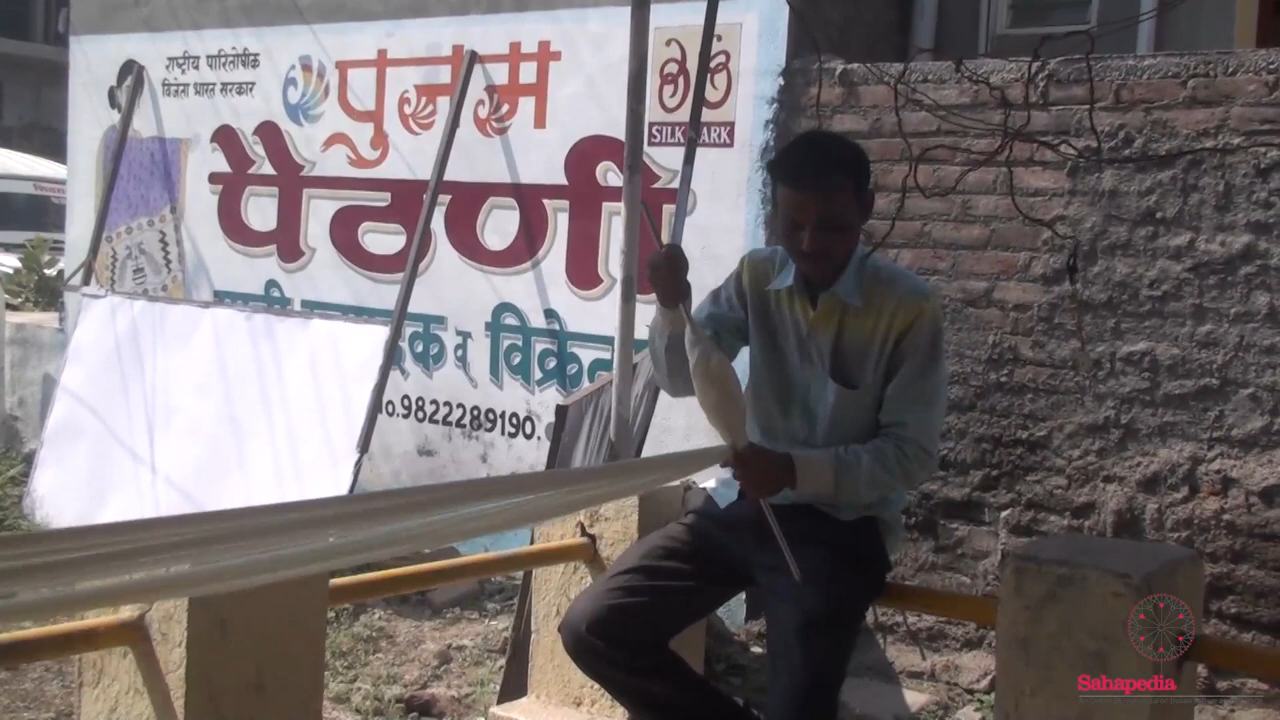 राष्ट्रीय पारितोषीक
विजेता भारत सरकार
पुनम
SILK MARK
पैठणी
व विक्रेता
No.9822289190.
Sahapedia